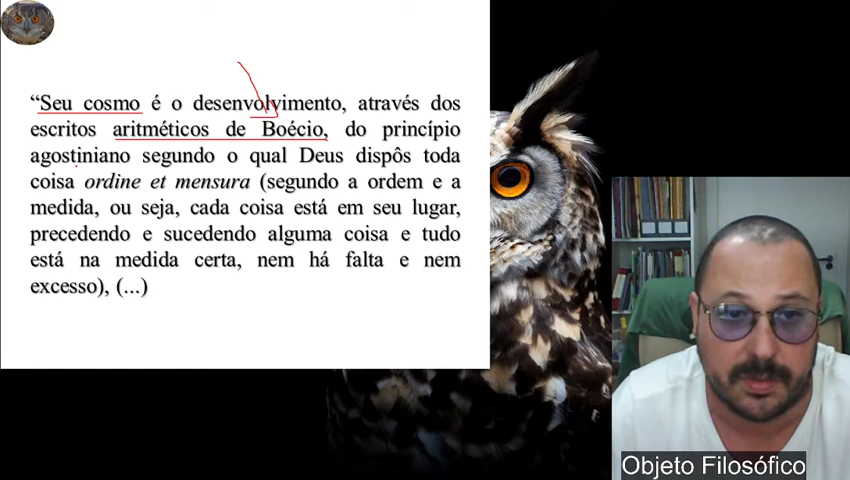 “Seu cosmo é o desenvolvimento, através dos
escritos aritméticos de Boécio, do princípio
agostiniano segundo o qual Deus dispôs toda
coisa ordine et mensura (segundo a ordem e a
medida, ou seja, cada coisa está em seu lugar,
precedendo e sucedendo alguma coisa e tudo
está na medida certa, nem há falta e nem
excesso), (...)
Objeto Filosófico